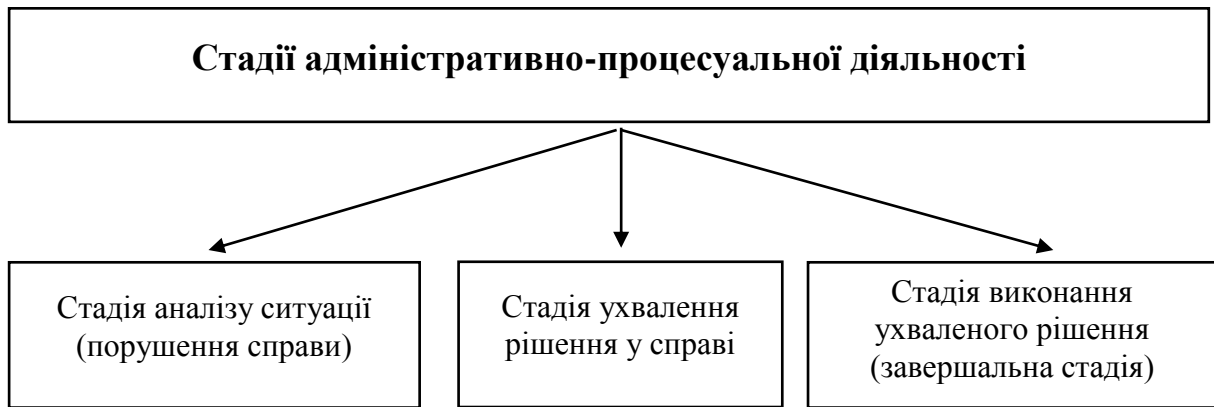 Стадії адміністративно-процесуальної діяльності
Стадія аналізу ситуації
(порушення справи)
Стадія ухвалення
рішення у справі
Стадія виконання
ухваленого рішення
(завершальна стадія)